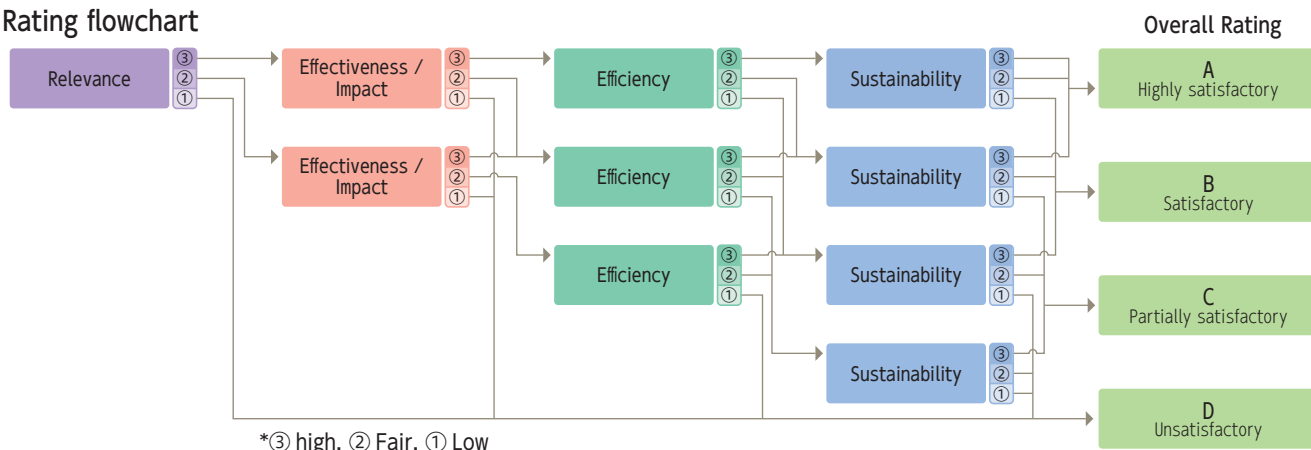 Rating flowchart
Overall Rating
Relevance
③
②
①
Effectiveness /
Impact
③
②
①
Efficiency
③
②
①
Sustainability
③
②
①
A
Highly satisfactory
Effectiveness /
Impact
③
②
①
Efficiency
③
②
①
Sustainability
③
②
①
B
Satisfactory
Efficiency
③
②
①
Sustainability
③
②
①
C
Partially satisfactory
Sustainability
③
②
①
D
Unsatisfactory
*③ high, ② Fair, ① Low